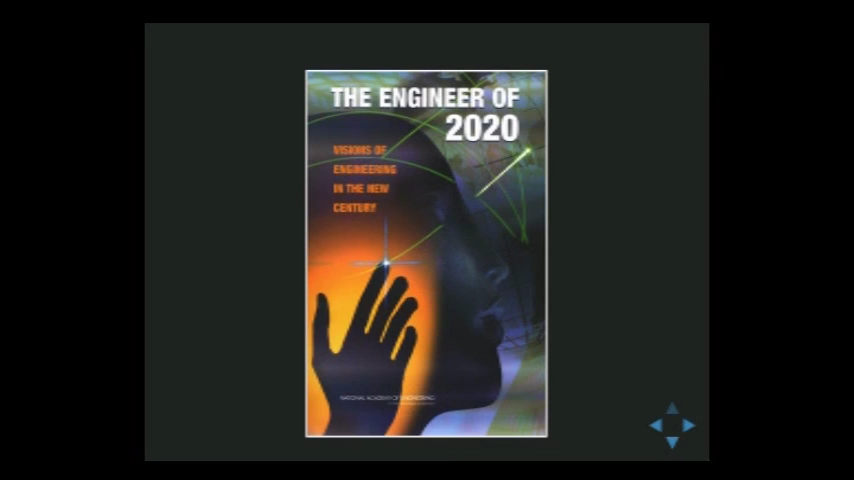 THE ENGINEER OF
2020
VISIONS OF
ENGINEERING
IN THE NEW
CENTURY
NATIONAL ACADEMY OF ENGINEERING